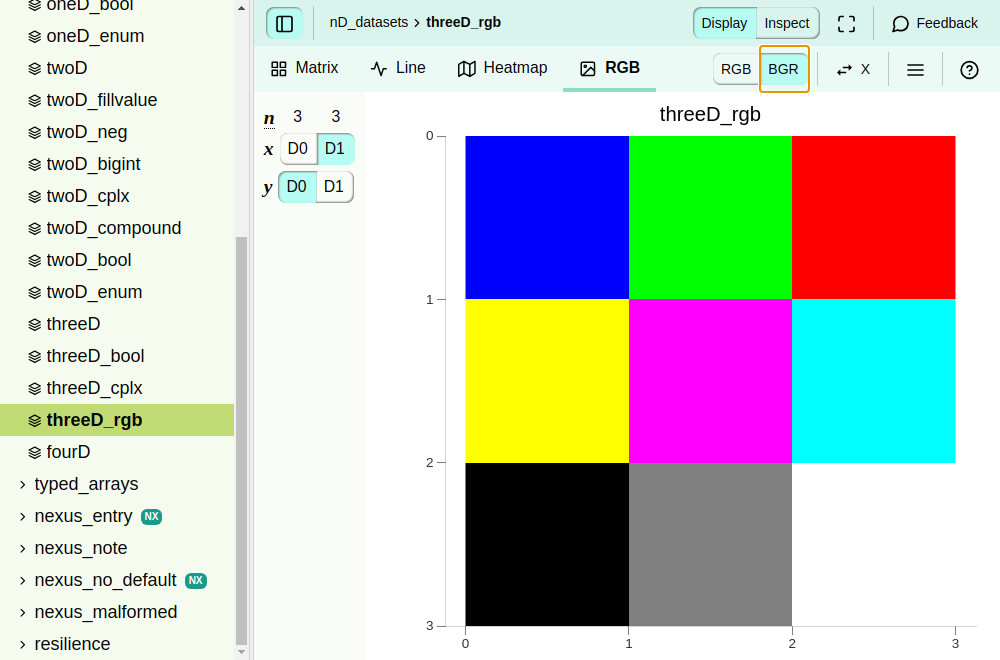 oneD_bool
oneD_enum
twoD
twoD_fillvalue
twoD_neg
twoD_bigint
twoD_cplx
twoD_compound
twoD_bool
twoD_enum
threeD
threeD_bool
threeD_cplx
threeD_rgb
fourD
typed_arrays
nexus_entry NX
nexus_note
nexus_no_default NX
nexus_malformed
resilience
nD_datasets › threeD_rgb
Display Inspect
Feedback
Matrix Line Heatmap RGB
RGB BGR
X
n 3 3
x D0 D1
y D0 D1
threeD_rgb
0
1
2
3
0 1 2 3